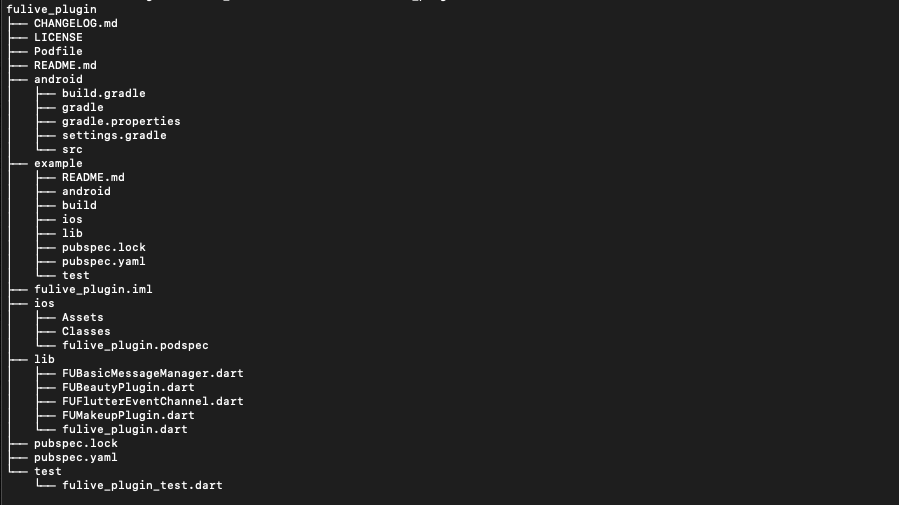 fulive_plugin
├── CHANGELOG.md
├── LICENSE
├── Podfile
├── README.md
├── android
│   ├── build.gradle
│   ├── gradle
│   ├── gradle.properties
│   ├── settings.gradle
│   └── src
├── example
│   ├── README.md
│   ├── android
│   ├── build
│   ├── ios
│   ├── lib
│   ├── pubspec.lock
│   ├── pubspec.yaml
│   └── test
├── fulive_plugin.iml
├── ios
│   ├── Assets
│   ├── Classes
│   └── fulive_plugin.podspec
├── lib
│   ├── FUBasicMessageManager.dart
│   ├── FUBeautyPlugin.dart
│   ├── FUFlutterEventChannel.dart
│   ├── FUMakeupPlugin.dart
│   └── fulive_plugin.dart
├── pubspec.lock
├── pubspec.yaml
└── test
    └── fulive_plugin_test.dart